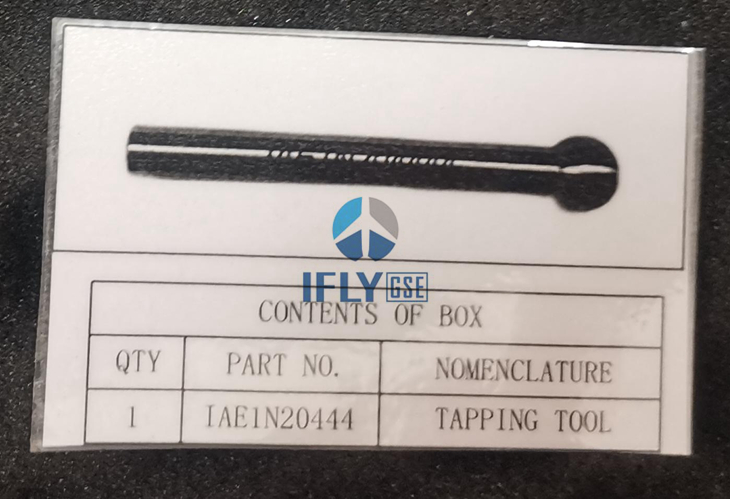 IFLY GSE
CONTENTS OF BOX
QTY PART NO. NOMENCLATURE
1 IAE1N20444 TAPPING TOOL